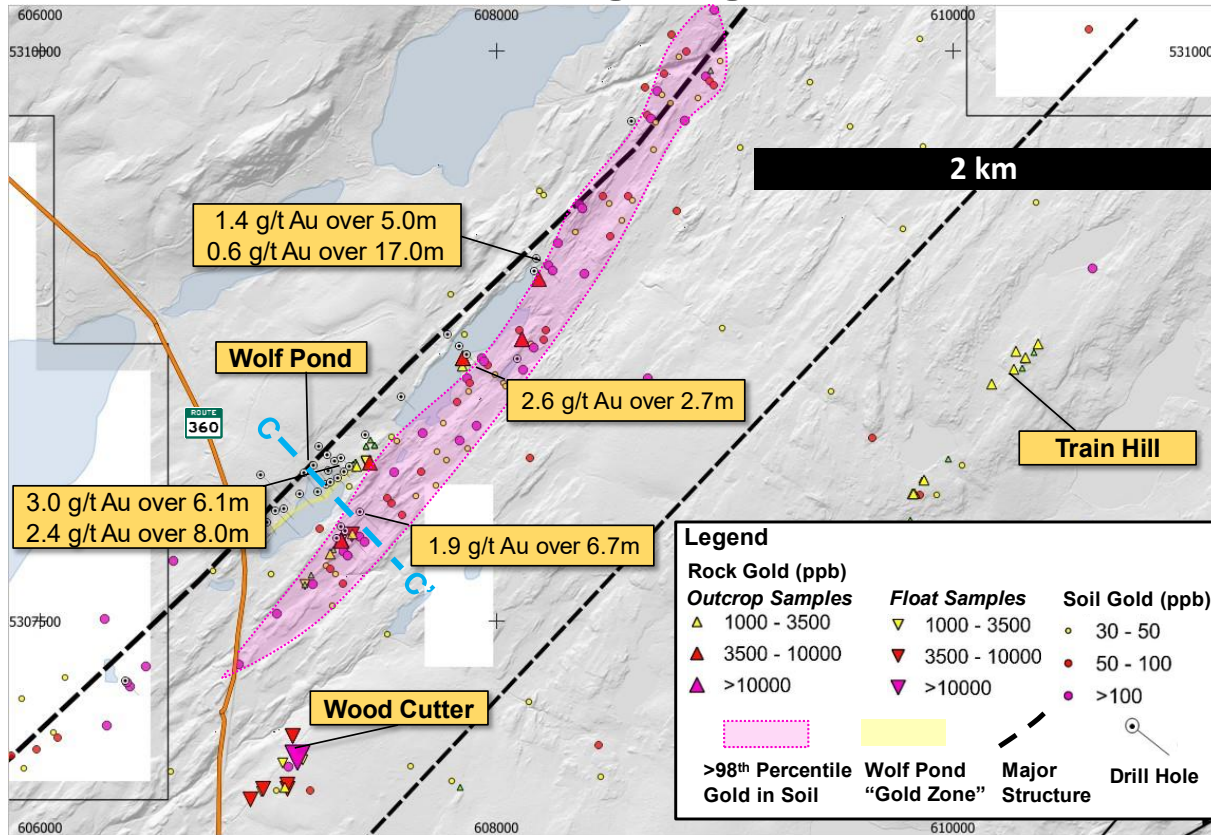 606000
608000
610000
5310000
531000
2 km
1.4 g/t Au over 5.0m
0.6 g/t Au over 17.0m
Wolf Pond
ROUTE
360
2.6 g/t Au over 2.7m
Train Hill
C
3.0 g/t Au over 6.1m
2.4 g/t Au over 8.0m
1.9 g/t Au over 6.7m
C'
5307500
Wood Cutter
Legend
Rock Gold (ppb)
Outcrop Samples
Float Samples
Soil Gold (ppb)
1000 - 3500
1000 - 3500
30 - 50
3500 - 10000
3500 - 10000
50 - 100
>10000
>10000
>100
>98th Percentile
Gold in Soil
Wolf Pond
“Gold Zone”
Major
Structure
Drill Hole
606000
608000
610000